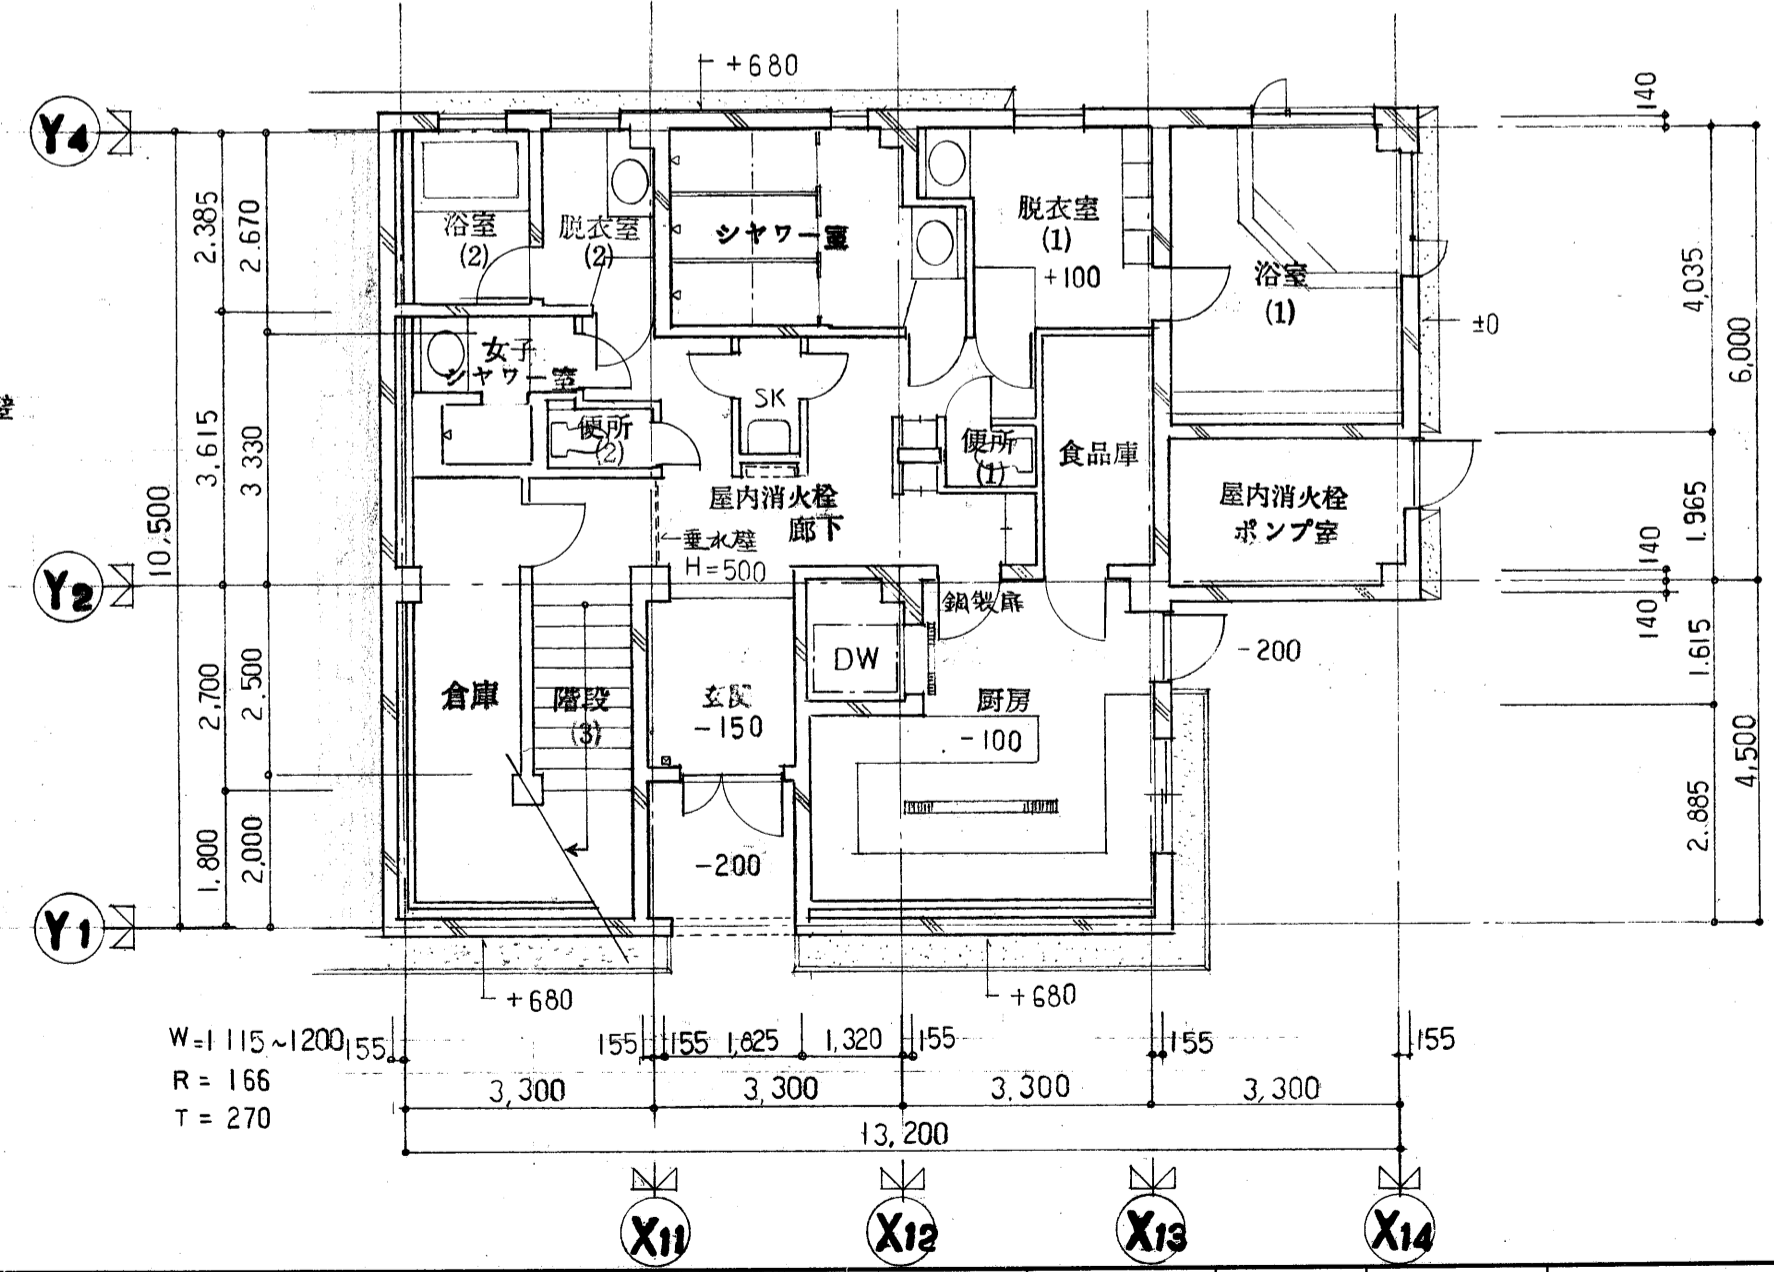 +680
140
Y4
2.385
2.670
浴室
(2)
脱衣室
(2)
シヤワー室
脱衣室
(1)
+100
浴室
(1)
±0
4,035
6,000
女子
シヤワー室
SK
便所
(2)
便所
(1)
食品庫
壁
3,615
3 330
10,500
屋内消火栓
廊下
垂れ壁
H=500
屋内消火栓
ポンプ室
1.965
140
Y2
140
鋼製扉
DW
-200
1.615
2,700
2,500
倉庫
階段
(3)
玄関
-150
厨房
-100
4,500
2.885
1.800
2,000
-200
Y1
+680
+680
W=1 115~1200
R= 166
T= 270
155
155
155
1,825
1,320
155
155
155
3,300
3,300
3.300
3,300
13,200
X11
X12
X13
X14